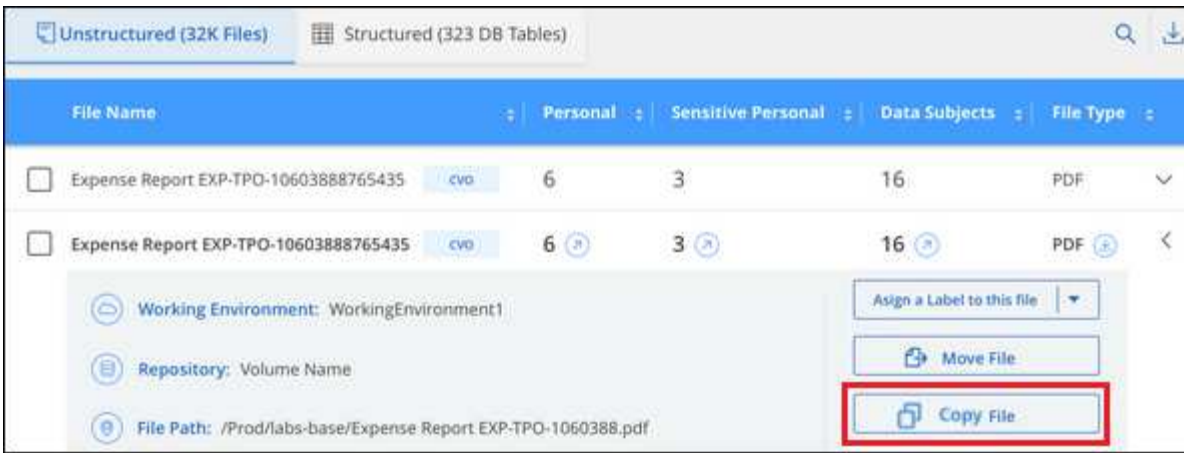 Unstructured (32K Files) Structured (323 DB Tables)
File Name Personal Sensitive Personal Data Subjects File Type
Expense Report EXP-TPO-10603888765435 CVO 6 3 16 PDF
Expense Report EXP-TPO-10603888765435 CVO 6 3 16 PDF
Working Environment: WorkingEnvironment1
Asign a Label to this file
Repository: Volume Name
Move File
File Path: /Prod/labs-base/Expense Report EXP-TPO-1060388.pdf
Copy File